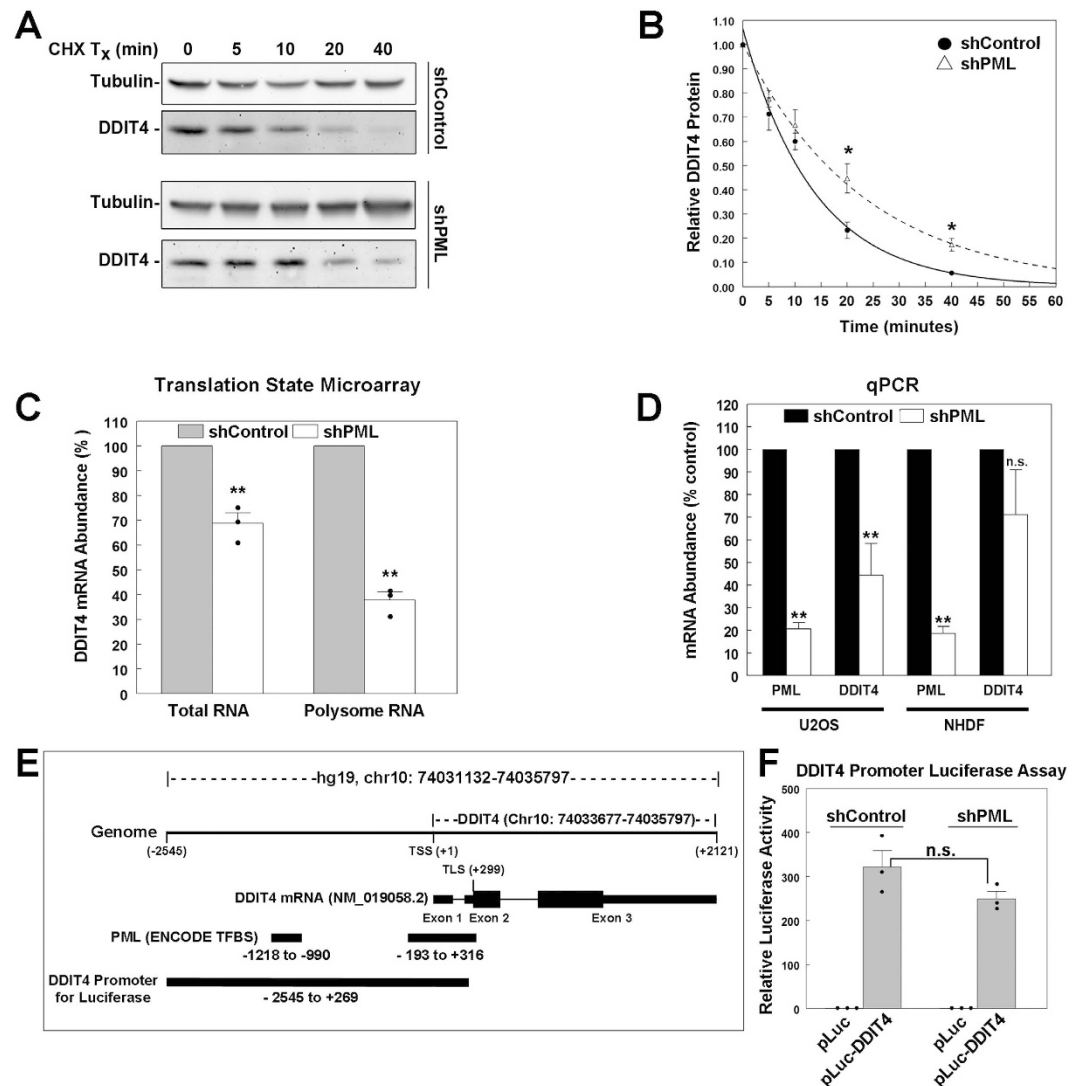 A
CHX Tx (min) 0 5 10 20 40
Tubulin-
DDIT4 -
shControl
Tubulin-
DDIT4 -
shPML
B
Relative DDIT4 Protein
1.00
0.90
0.80
0.70
0.60
0.50
0.40
0.30
0.20
0.10
0.00
shControl
shPML
*
*
0 5 10 15 20 25 30 35 40 45 50 55 60
Time (minutes)
C
Translation State Microarray
DDIT4 mRNA Abundance (% )
110
100
90
80
70
60
50
40
30
20
10
0
shControl shPML
**
**
Total RNA Polysome RNA
D
qPCR
mRNA Abundance (% control)
120
110
100
90
80
70
60
50
40
30
20
10
0
shControl shPML
**
**
**
n.s.
PML DDIT4 PML DDIT4
U2OS NHDF
E
|- - - - - - - - - - - - - - -hg19, chr10: 74031132-74035797- - - - - - - - - - - - - - -|
|- - -DDIT4 (Chr10: 74033677-74035797)- - -|
Genome
(-2545) TSS (+1) (+2121)
TLS (+299)
DDIT4 mRNA (NM_019058.2)
Exon 1 Exon 2 Exon 3
PML (ENCODE TFBS)
-1218 to -990 - 193 to +316
DDIT4 Promoter
for Luciferase
- 2545 to +269
F
DDIT4 Promoter Luciferase Assay
Relative Luciferase Activity
500
400
300
200
100
0
shControl shPML
n.s.
pLuc pLuc-DDIT4 pLuc pLuc-DDIT4